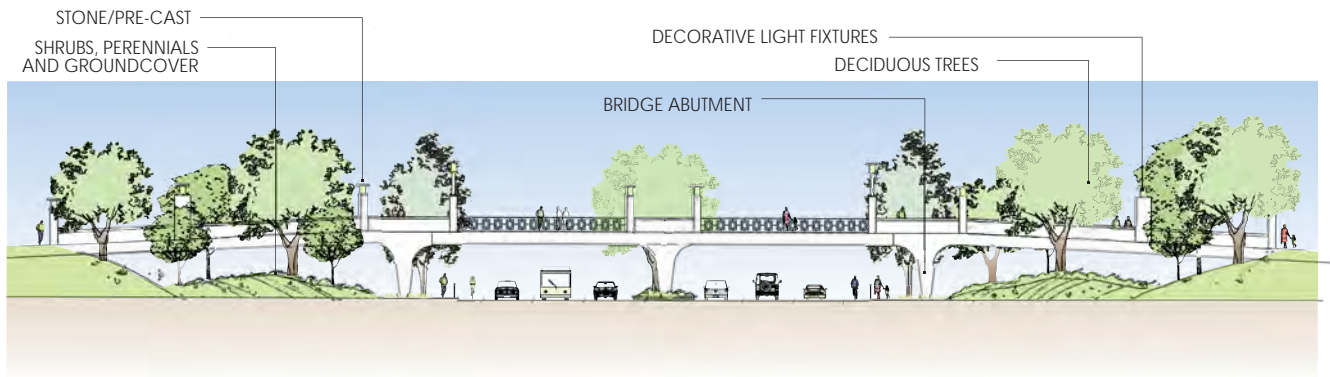 STONE/PRE-CAST
SHRUBS, PERENNIALS
AND GROUNDCOVER
DECORATIVE LIGHT FIXTURES
DECIDUOUS TREES
BRIDGE ABUTMENT